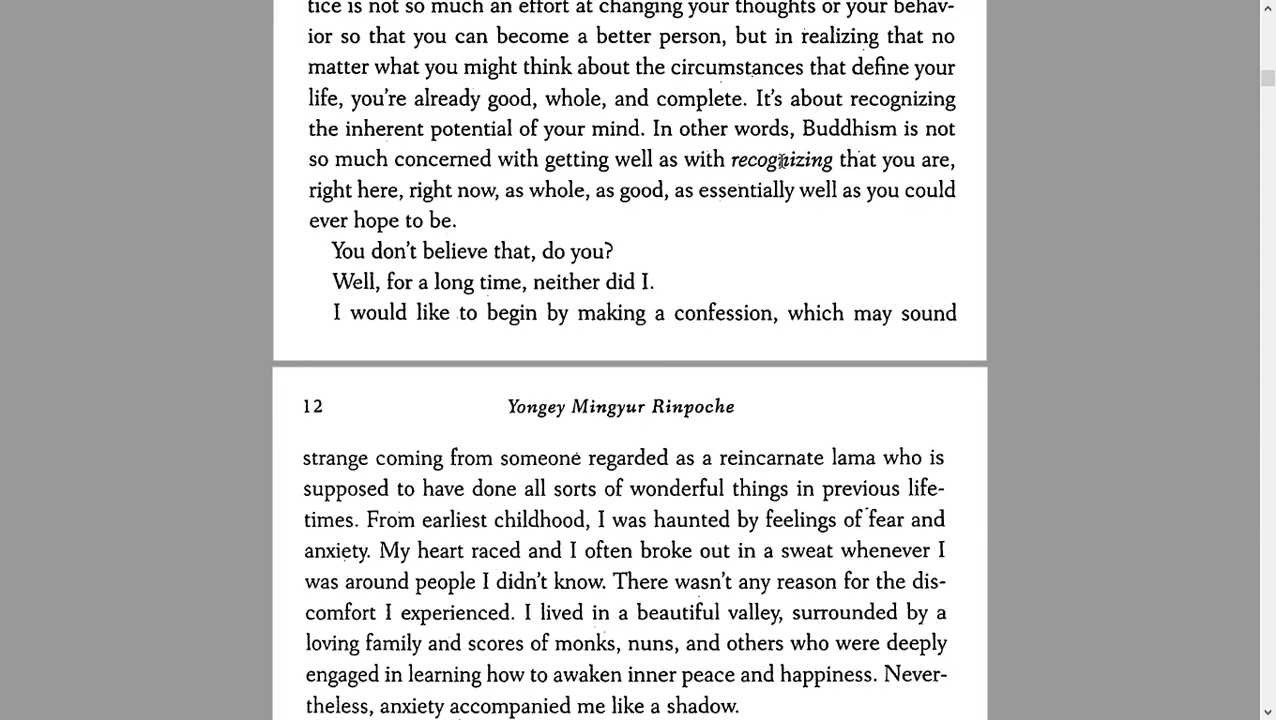 tice is not so much an effort at changing your thoughts or your behav-
ior so that you can become a better person, but in realizing that no
matter what you might think about the circumstances that define your
life, you're already good, whole, and complete. It's about recognizing
the inherent potential of your mind. In other words, Buddhism is not
so much concerned with getting well as with recognizing that you are,
right here, right now, as whole, as good, as essentially well as you could
ever hope to be.
You don't believe that, do you?
Well, for a long time, neither did I.
I would like to begin by making a confession, which may sound
12 Yongey Mingyur Rinpoche
strange coming from someone regarded as a reincarnate lama who is
supposed to have done all sorts of wonderful things in previous life-
times. From earliest childhood, I was haunted by feelings of fear and
anxiety. My heart raced and I often broke out in a sweat whenever I
was around people I didn't know. There wasn't any reason for the dis-
comfort I experienced. I lived in a beautiful valley, surrounded by a
loving family and scores of monks, nuns, and others who were deeply
engaged in learning how to awaken inner peace and happiness. Never-
theless, anxiety accompanied me like a shadow.